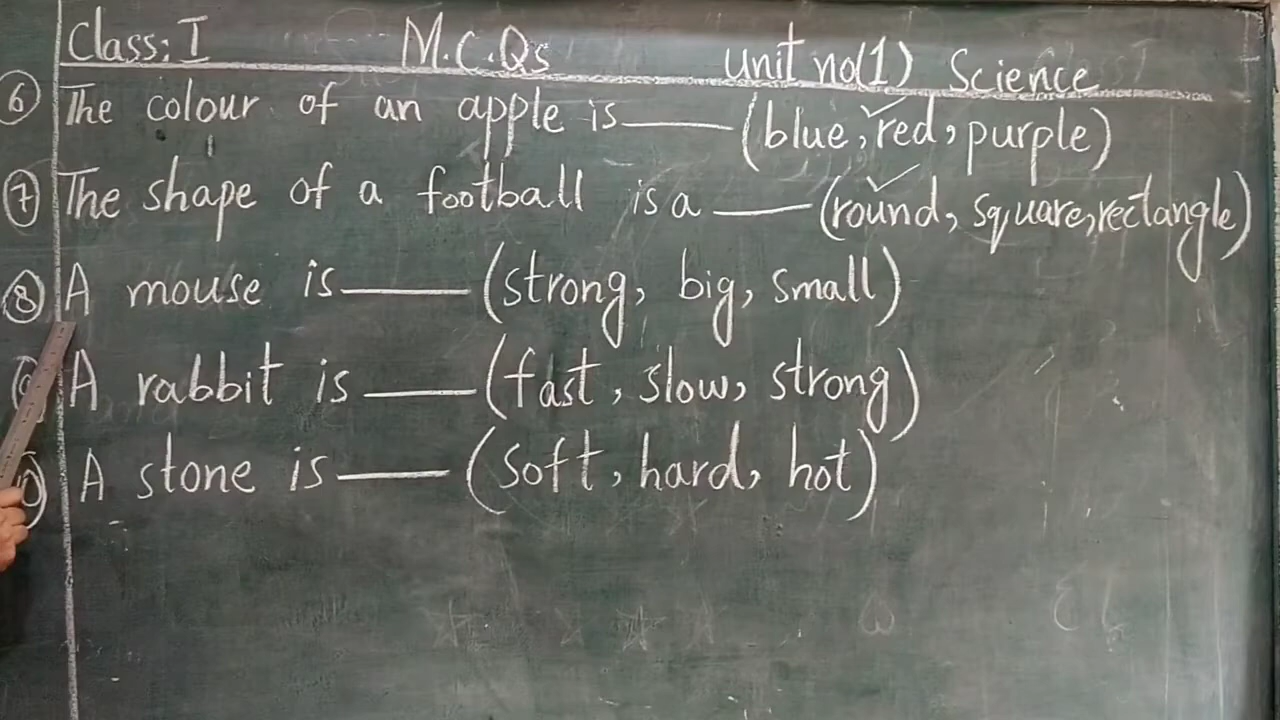 Class: I M.C.Qs unit no(1) Science
6 The colour of an apple is ___ (blue, red, purple)
7 The shape of a football is a ___ (round, square, rectangle)
8 A mouse is ___ (strong, big, small)
A rabbit is ___ (fast, slow, strong)
A stone is ___ (soft, hard, hot)